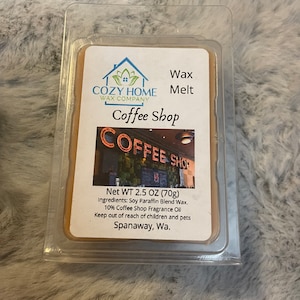 COZY HOME
WAX COMPANY
Wax
Melt
Coffee Shop
COFFEE SHOP
Net WT 2.5 OZ (70g)
Ingredients: Soy Paraffin Blend Wax.
10% Coffee Shop Fragrance Oil
Keep out of reach of children and pets
Spanaway, Wa.